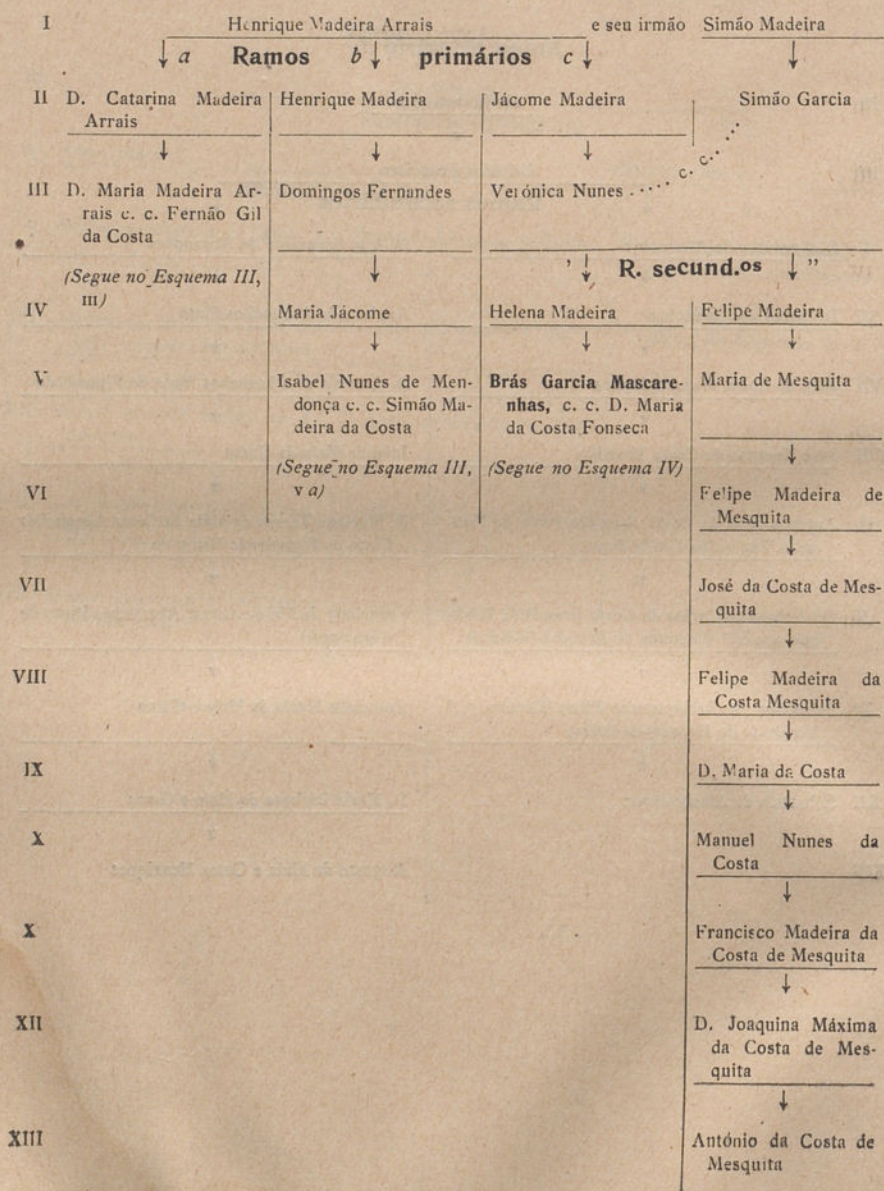 I Henrique Madeira Arrais e seu irmão Simão Madeira
a Ramos b primários c
II D. Catarina Madeira Henrique Madeira Jácome Madeira Simão Garcia
Arrais
c.
c.
III D. Maria Madeira Ar- Domingos Fernandes Verónica Nunes
rais c. c. Fernão Gil
da Costa
(Segue no Esquema III, ' R. secund.os "
III)
IV Maria Jácome Helena Madeira Felipe Madeira
V Isabel Nunes de Men- Brás Garcia Mascare- Maria de Mesquita
donça c. c. Simão Ma- nhas, c. c. D. Maria
deira da Costa da Costa Fonseca
(Segue no Esquema III, (Segue no Esquema IV)
v a)
VI Felipe Madeira de
Mesquita
VII José da Costa de Mes-
quita
VIII Felipe Madeira da
Costa Mesquita
IX D. Maria da Costa
X Manuel Nunes da
Costa
X Francisco Madeira da
Costa de Mesquita
XII D. Joaquina Máxima
da Costa de Mes-
quita
XIII António da Costa de
Mesquita